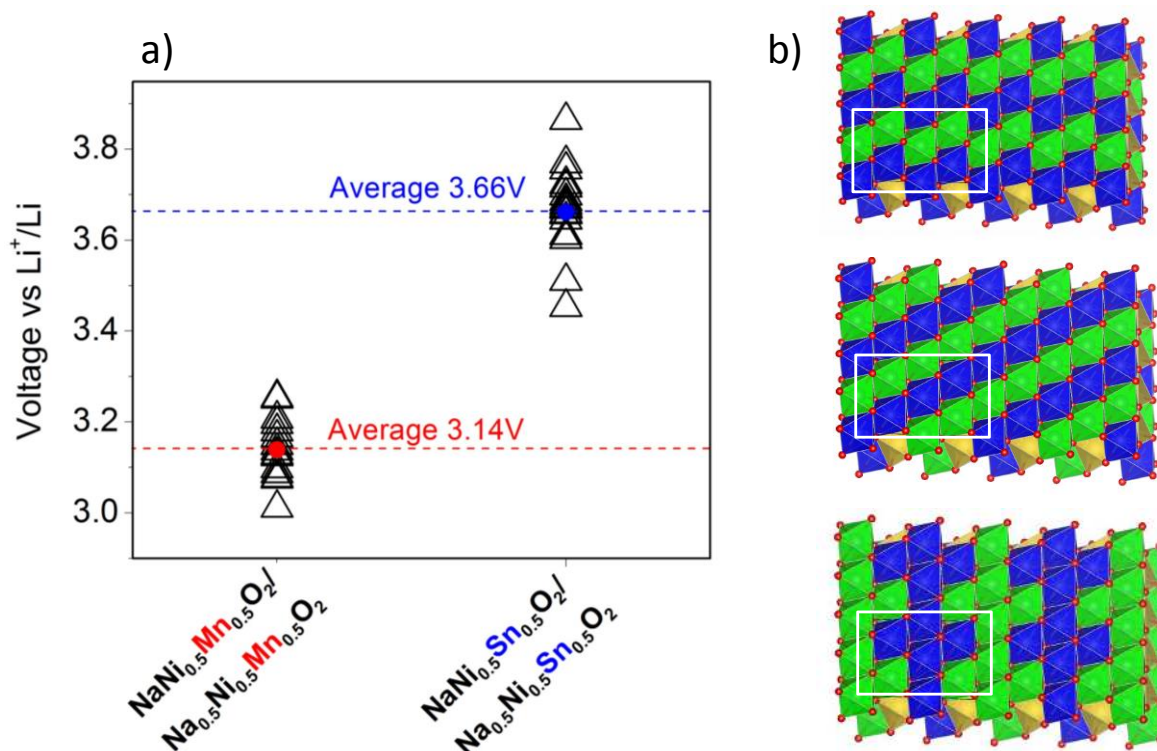 a)
b)
Voltage vs Li⁺/Li
3.8
3.6
3.4
3.2
3.0
Average 3.66V
Average 3.14V
NaNi₀.₅Mn₀.₅O₂/
Na₀.₅Ni₀.₅Mn₀.₅O₂
NaNi₀.₅Sn₀.₅O₂/
Na₀.₅Ni₀.₅Sn₀.₅O₂